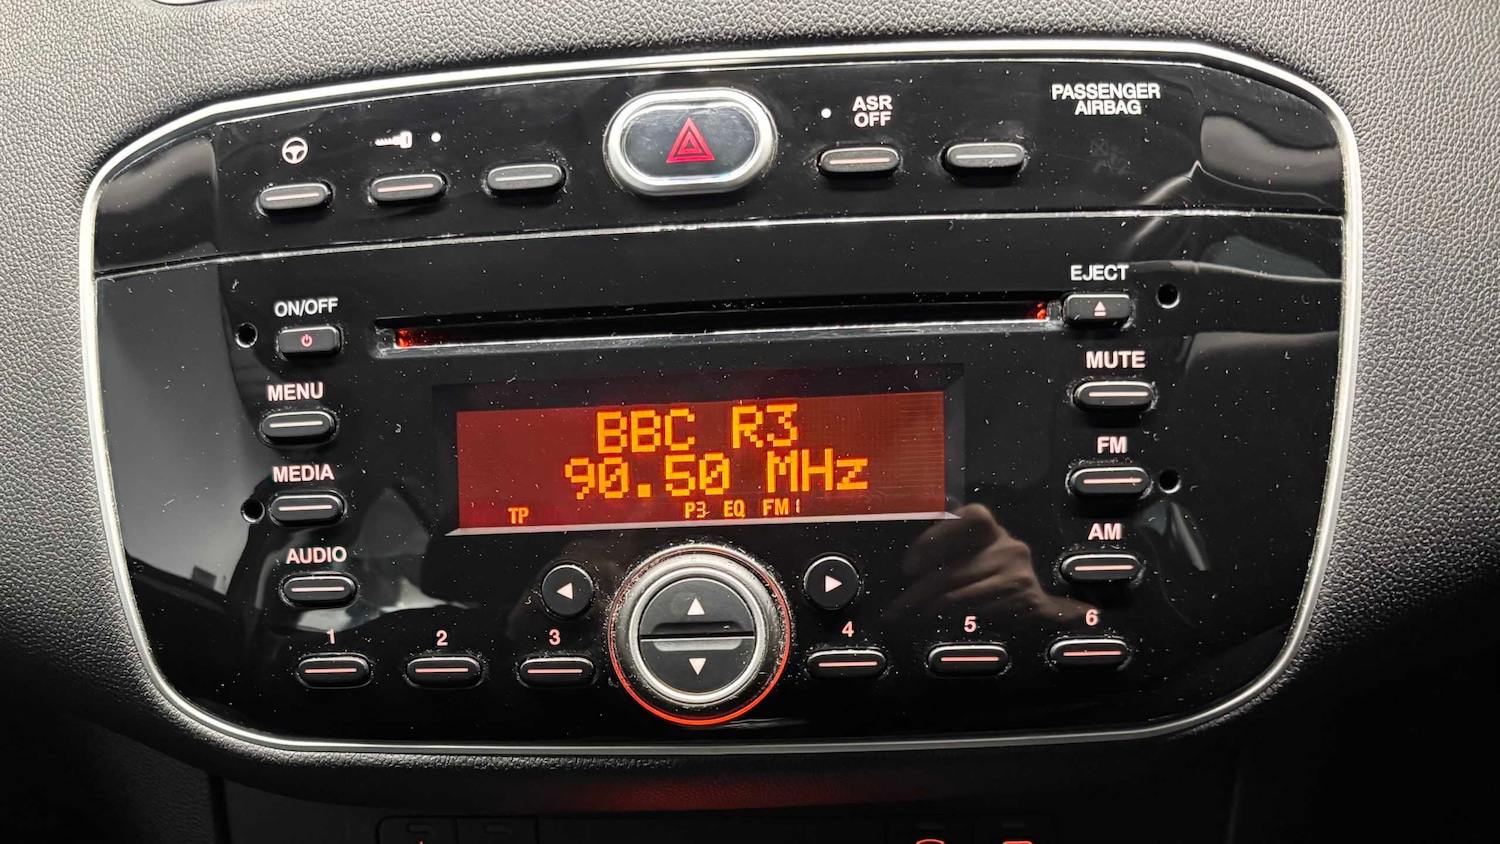 ASR
OFF
PASSENGER
AIRBAG
ON/OFF
EJECT
MENU
MUTE
MEDIA
FM
AUDIO
AM
BBC R3
90.50 MHz
TP P3 EQ FM1
1 2 3 4 5 6